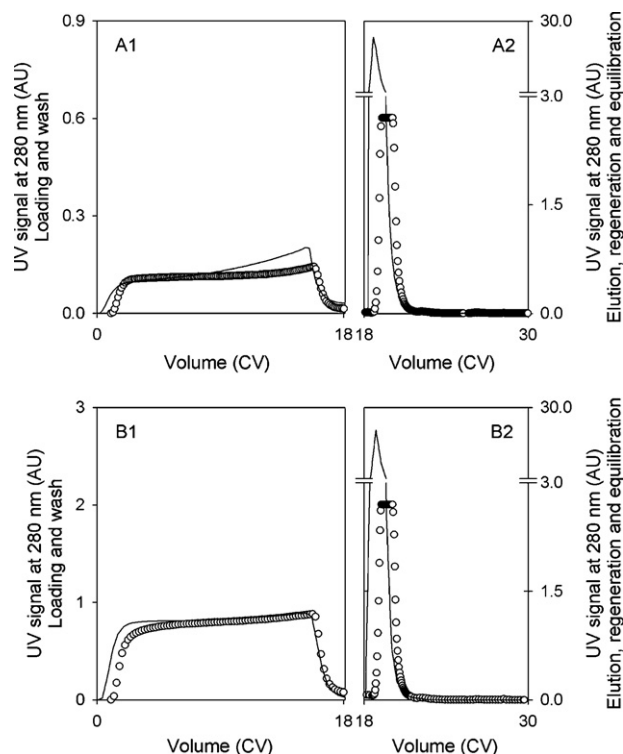 UV signal at 280 nm (AU)
Loading and wash
0.9
0.6
0.3
0.0
A1
0
18
Volume (CV)
A2
30.0
3.0
1.5
0.0
18
30
Volume (CV)
UV signal at 280 nm (AU)
Elution, regeneration and equilibration
UV signal at 280 nm (AU)
Loading and wash
3
2
1
0
B1
0
18
Volume (CV)
B2
30.0
3.0
1.5
0.0
18
30
Volume (CV)
UV signal at 280 nm (AU)
Elution, regeneration and equilibration